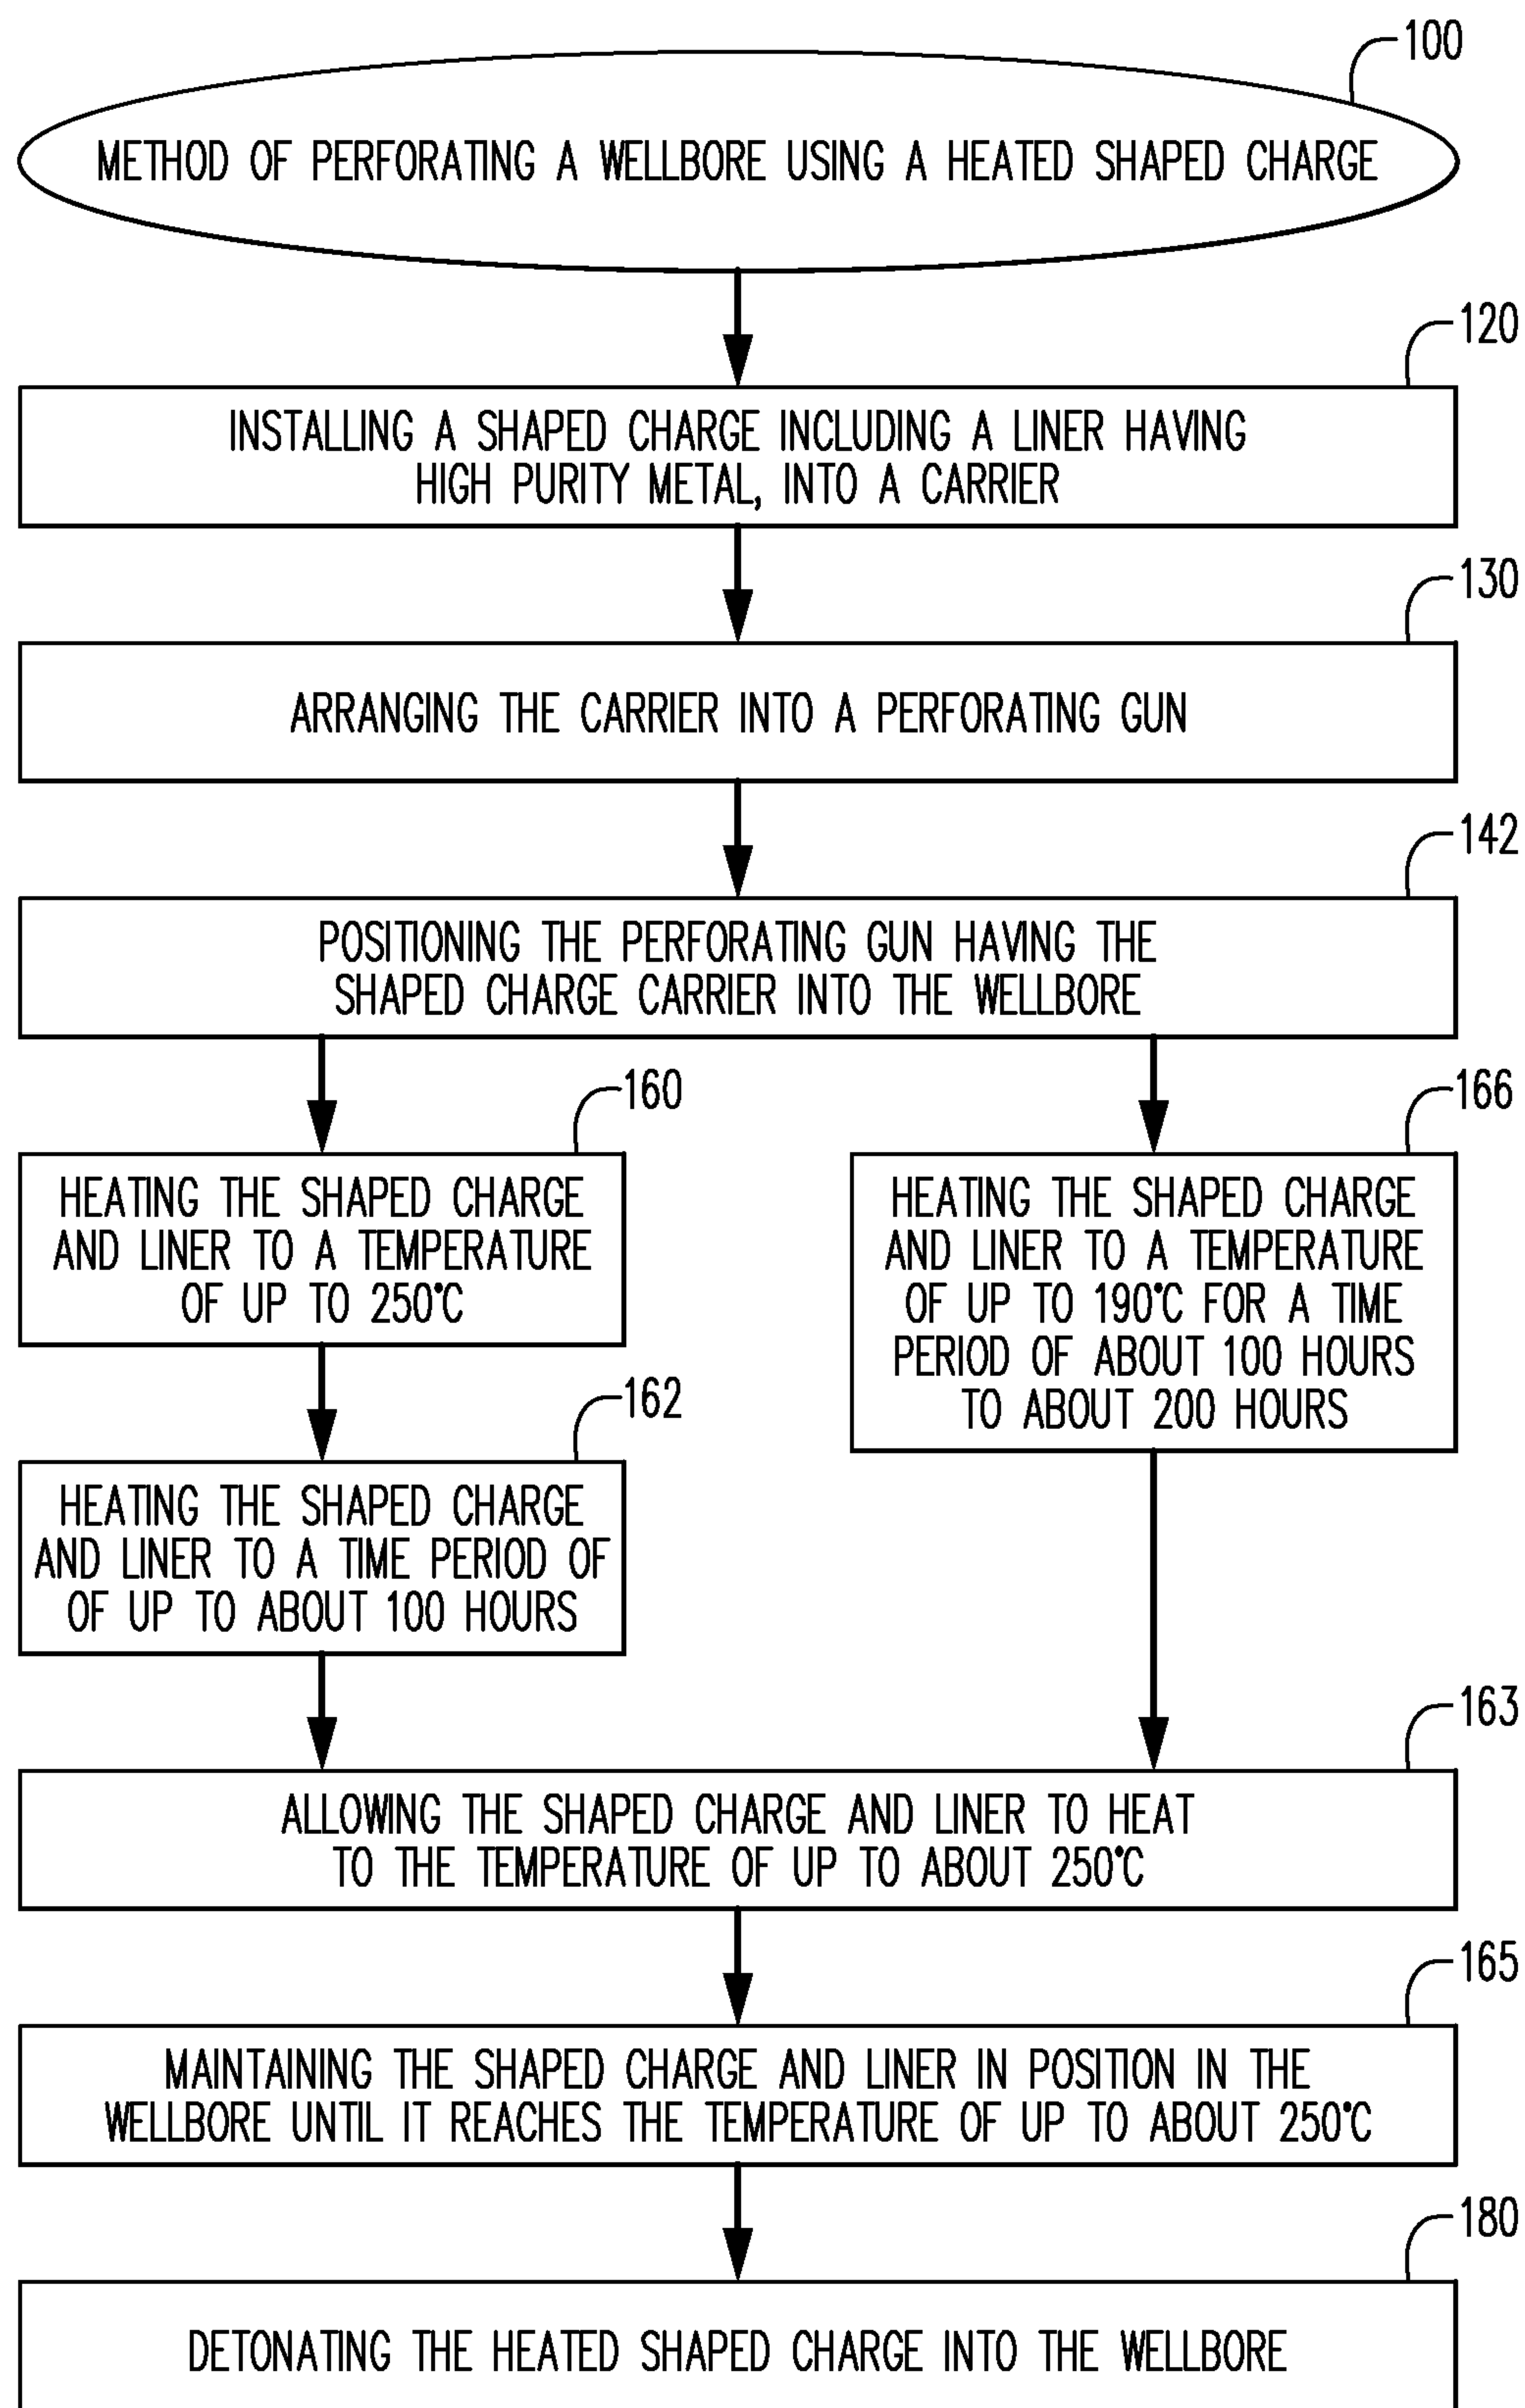 100
METHOD OF PERFORATING A WELLBORE USING A HEATED SHAPED CHARGE
120
INSTALLING A SHAPED CHARGE INCLUDING A LINER HAVING
HIGH PURITY METAL, INTO A CARRIER
130
ARRANGING THE CARRIER INTO A PERFORATING GUN
142
POSITIONING THE PERFORATING GUN HAVING THE
SHAPED CHARGE CARRIER INTO THE WELLBORE
160
HEATING THE SHAPED CHARGE
AND LINER TO A TEMPERATURE
OF UP TO 250°C
162
HEATING THE SHAPED CHARGE
AND LINER TO A TIME PERIOD OF
OF UP TO ABOUT 100 HOURS
166
HEATING THE SHAPED CHARGE
AND LINER TO A TEMPERATURE
OF UP TO 190°C FOR A TIME
PERIOD OF ABOUT 100 HOURS
TO ABOUT 200 HOURS
163
ALLOWING THE SHAPED CHARGE AND LINER TO HEAT
TO THE TEMPERATURE OF UP TO ABOUT 250°C
165
MAINTAINING THE SHAPED CHARGE AND LINER IN POSITION IN THE
WELLBORE UNTIL IT REACHES THE TEMPERATURE OF UP TO ABOUT 250°C
180
DETONATING THE HEATED SHAPED CHARGE INTO THE WELLBORE